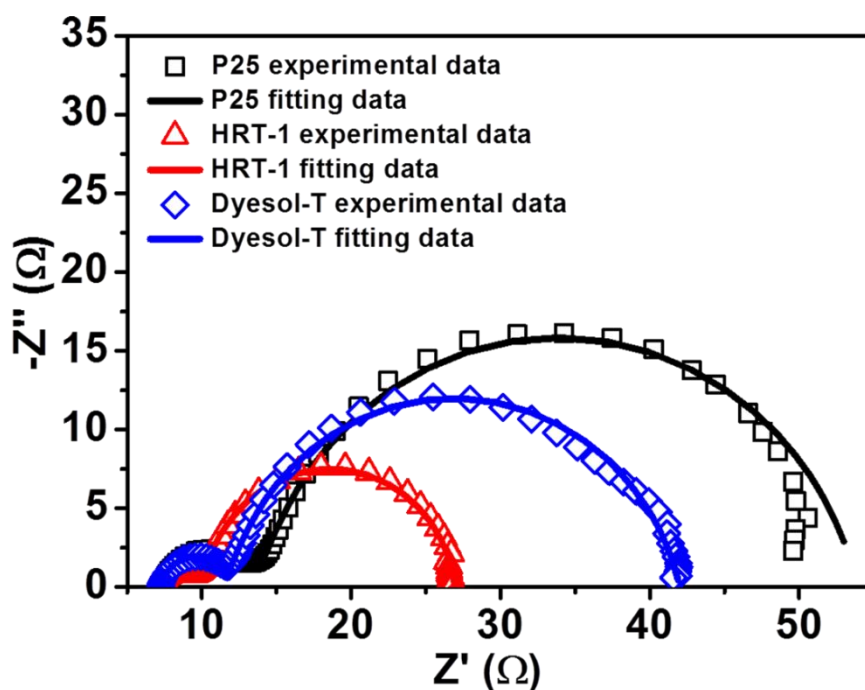 35
30
25
20
15
10
5
0
-Z'' (Ω)
P25 experimental data
P25 fitting data
HRT-1 experimental data
HRT-1 fitting data
Dyesol-T experimental data
Dyesol-T fitting data
10 20 30 40 50
Z' (Ω)